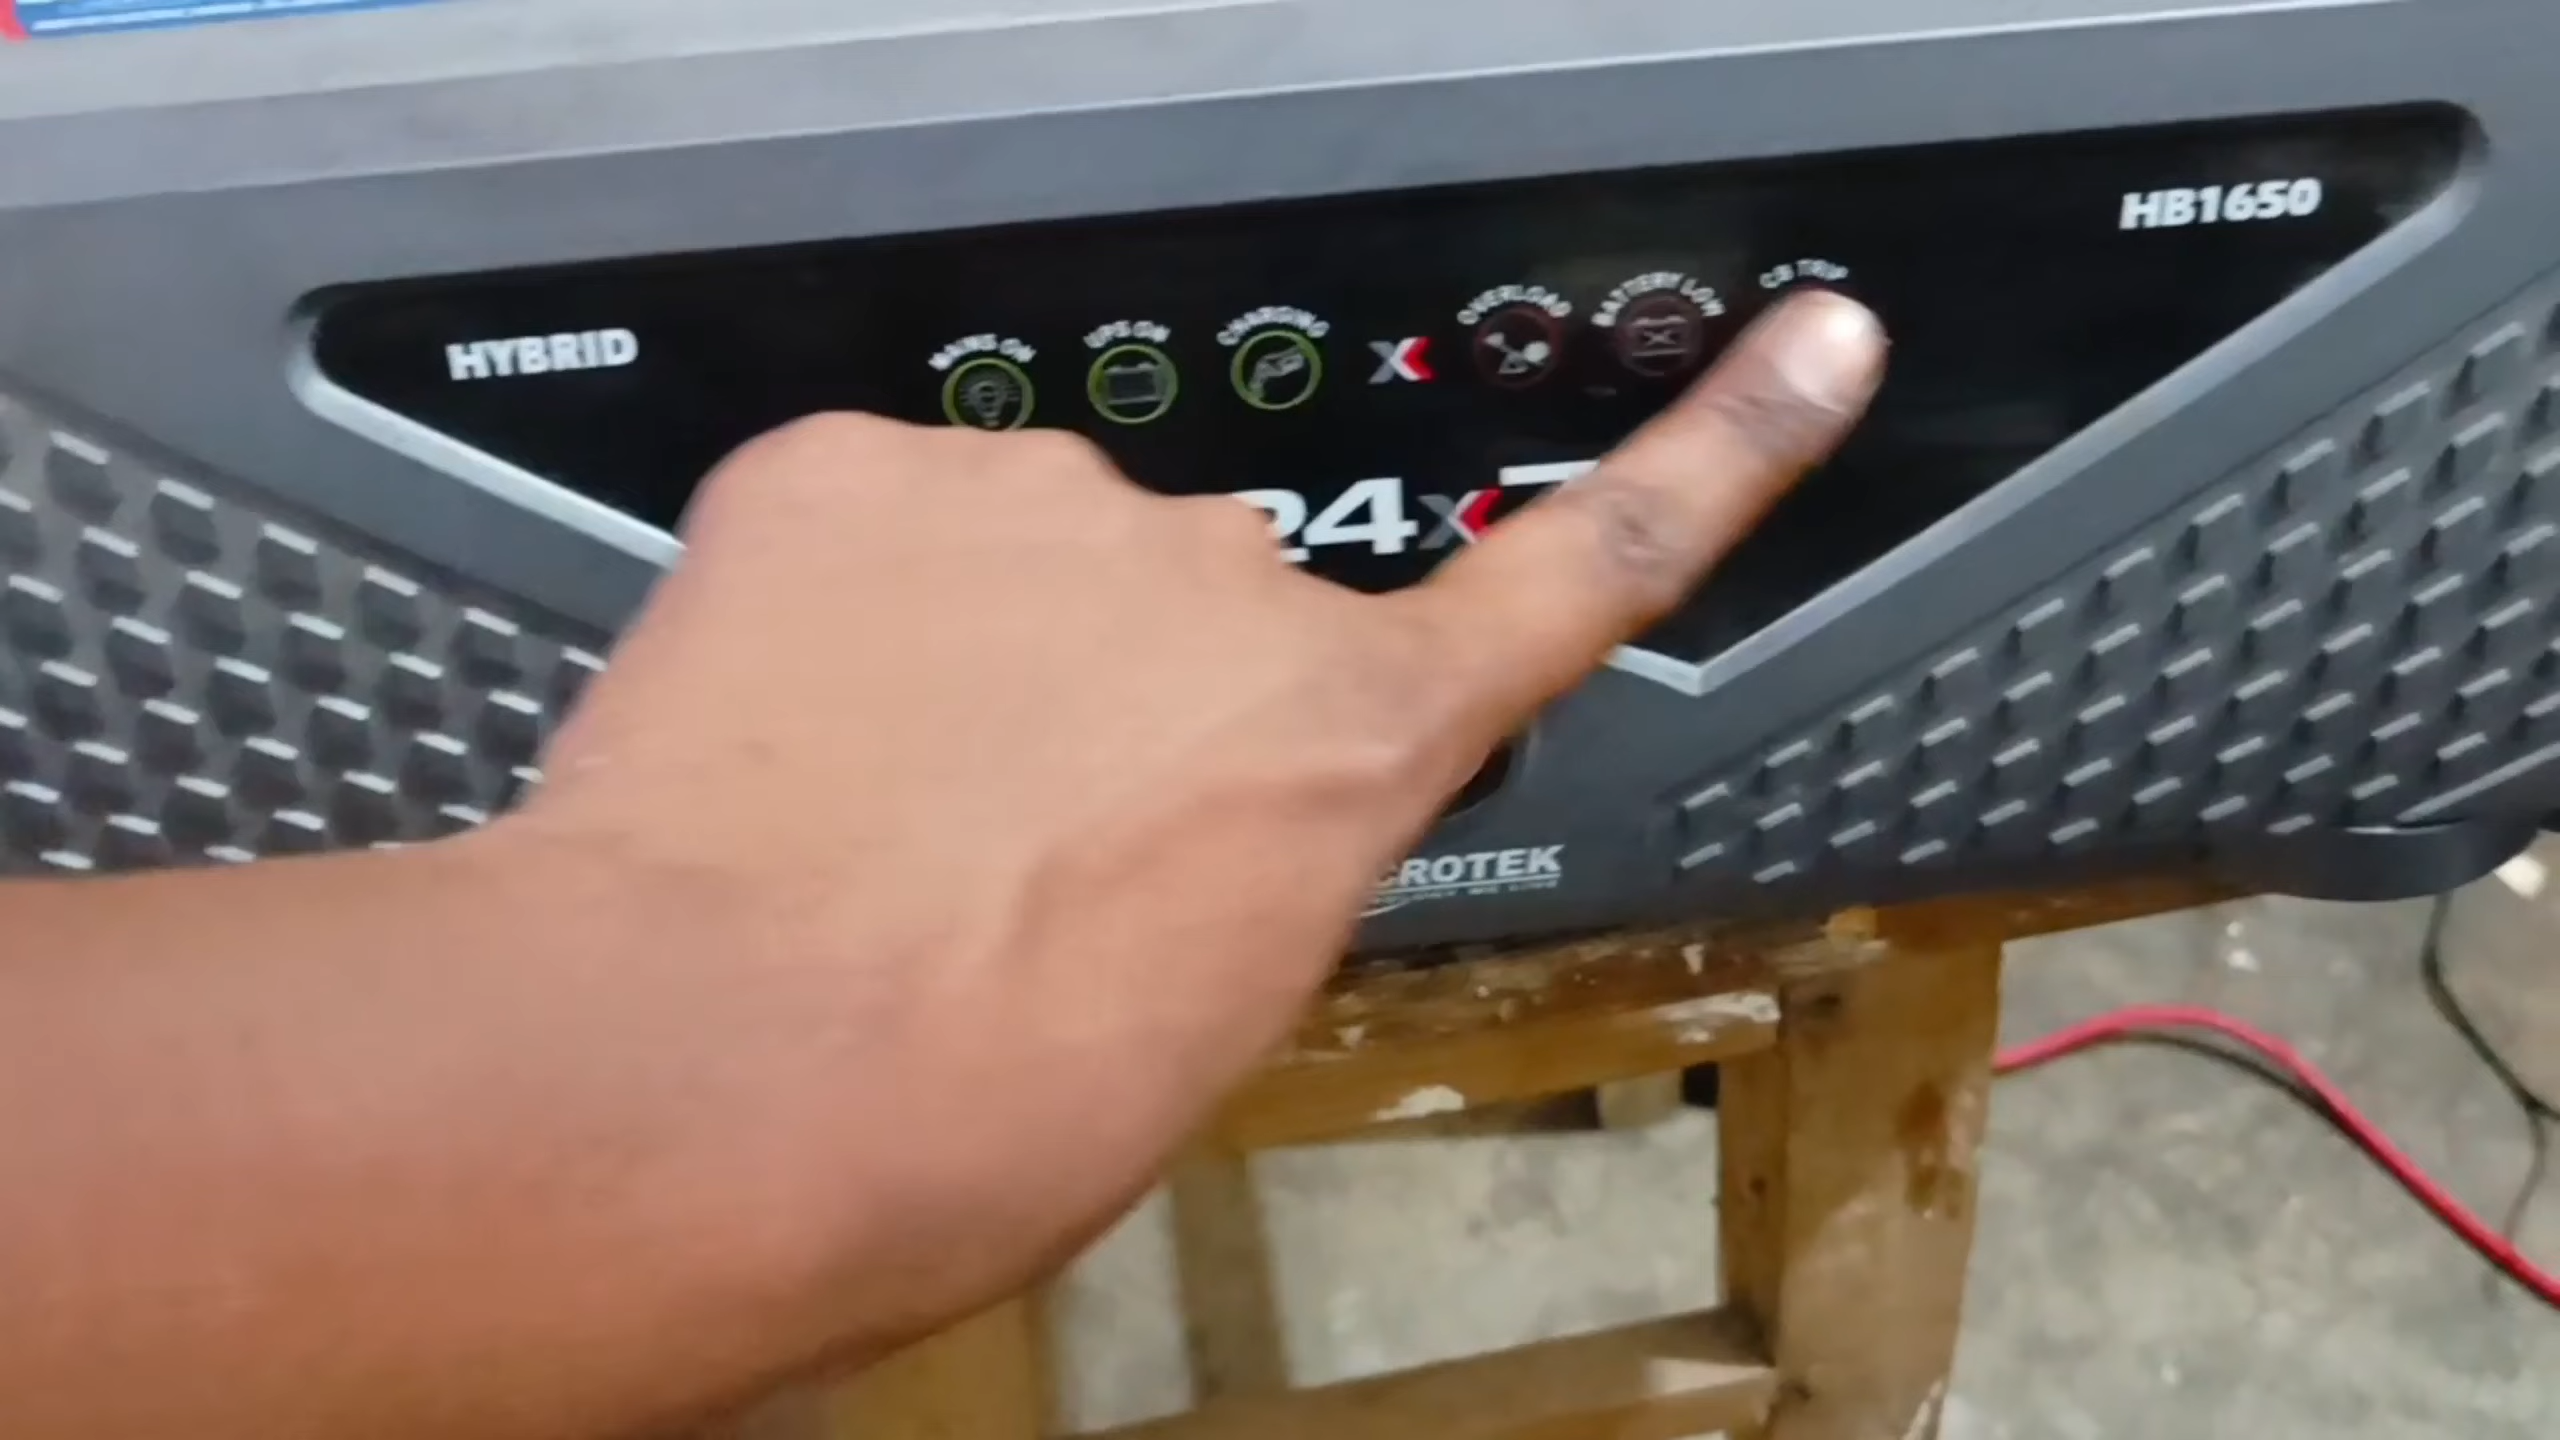 HB1650
HYBRID
MAINS ON
UPS ON
CHARGING
OVERLOAD
BATTERY LOW
CB TRIP
24x7
CROTEK